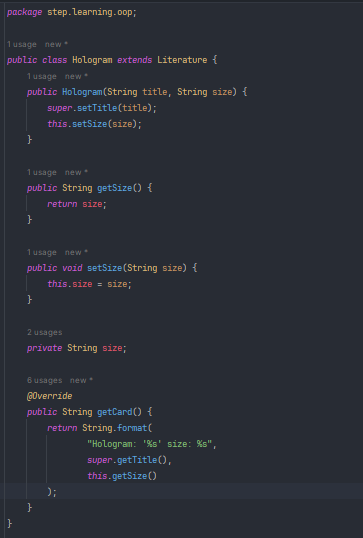 package step.learning.oop;
1 usage new *
public class Hologram extends Literature {
1 usage new *
public Hologram(String title, String size) {
super.setTitle(title);
this.setSize(size);
}
1 usage new *
public String getSize() {
return size;
}
1 usage new *
public void setSize(String size) {
this.size = size;
}
2 usages
private String size;
6 usages new *
@Override
public String getCard() {
return String.format(
"Hologram: '%s' size: %s",
super.getTitle(),
this.getSize()
);
}
}